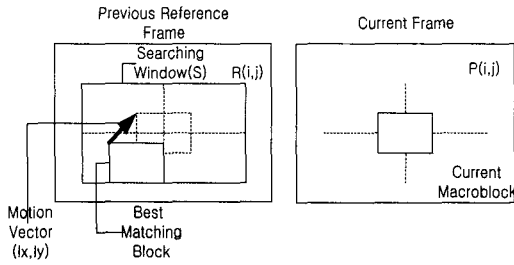 Previous Reference
Frame
Searching
Window(S)
R(i,j)
Motion
Vector
(Ix,Iy)
Best
Matching
Block
Current Frame
P(i,j)
Current
Macroblock